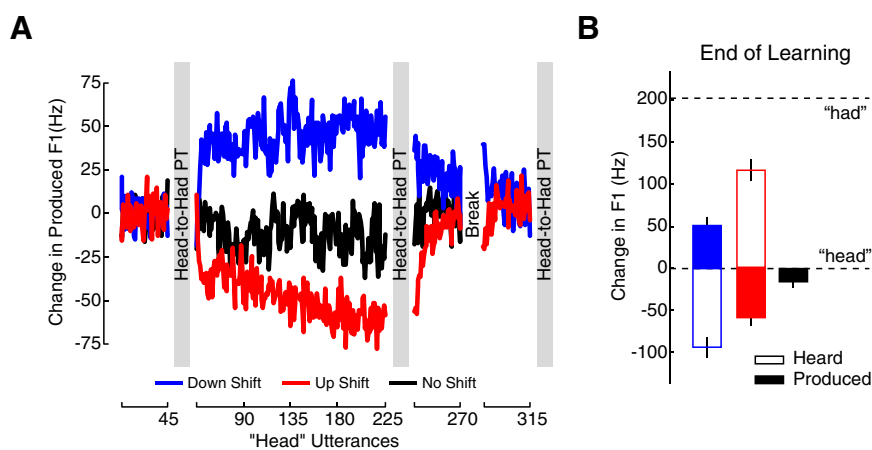 A
Change in Produced F1(Hz)
75
50
25
0
-25
-50
-75
Head-to-Had PT
Head-to-Had PT
Break
Head-to-Had PT
Down Shift
Up Shift
No Shift
45
90
135
180
225
270
315
"Head" Utterances
B
End of Learning
Change in F1 (Hz)
200
150
100
50
0
-50
-100
“had”
“head”
Heard
Produced